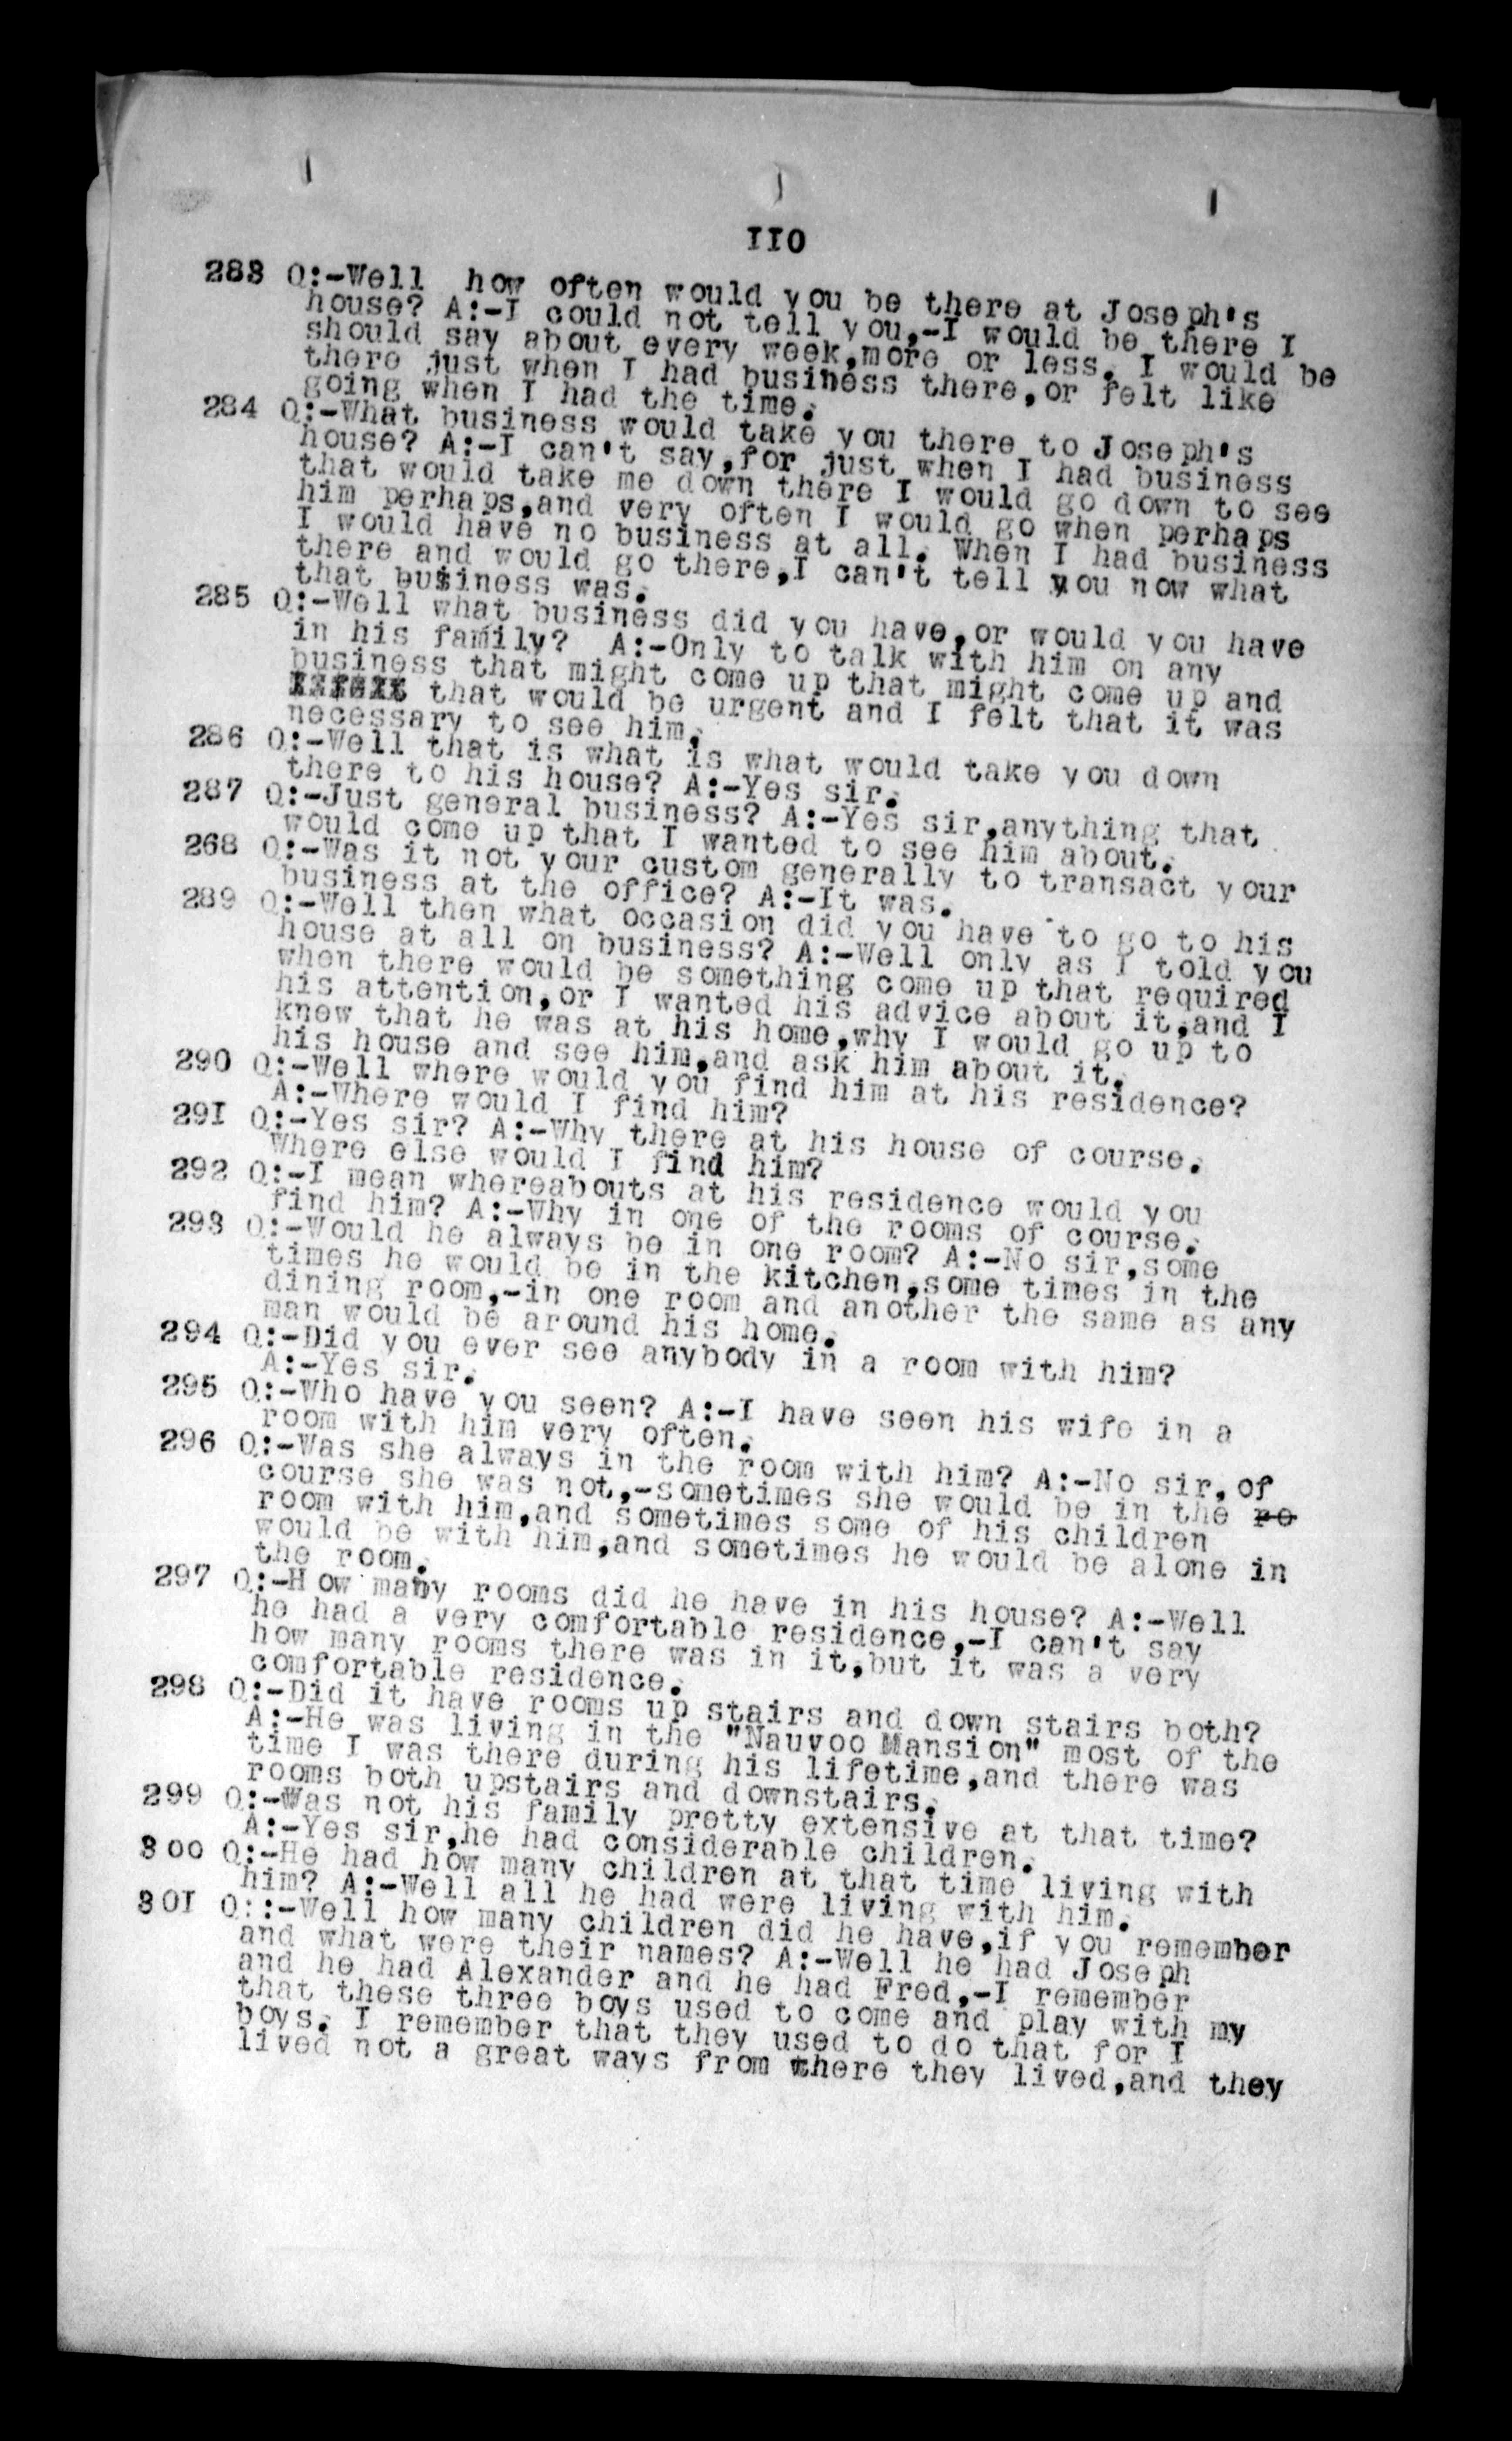 IIO
283 Q:-Well  how often would you be there at Joseph's
house? A:-I could not tell you,-I would be there I
should say about every week,more or less. I would be
there just when I had business there,or felt like
going when I had the time.
284 Q:-What business would take you there to Joseph's
house? A:-I can't say,for just when I had business
that would take me down there I would go down to see
him perhaps,and very often I would go when perhaps
I would have no business at all. When I had business
there and would go there,I can't tell you now what
that business was.
285 Q:-Well what business did you have,or would you have
in his family?  A:-Only to talk with him on any
business that might come up that might come up and
that would be urgent and I felt that it was
necessary to see him.
286 Q:-Well that is what is what would take you down
there to his house? A:-Yes sir.
287 Q:-Just general business? A:-Yes sir,anything that
would come up that I wanted to see him about.
268 Q:-Was it not your custom generally to transact your
business at the office? A:-It was.
289 Q:-Well then what occasion did you have to go to his
house at all on business? A:-Well only as I told you
when there would be something come up that required
his attention,or I wanted his advice about it,and I
knew that he was at his home,why I would go up to
his house and see him,and ask him about it.
290 Q:-Well where would you find him at his residence?
A:-Where would I find him?
29I Q:-Yes sir? A:-Why there at his house of course.
Where else would I find him?
292 Q:-I mean whereabouts at his residence would you
find him? A:-Why in one of the rooms of course.
293 Q:-Would he always be in one room? A:-No sir,some
times he would be in the kitchen,some times in the
dining room,-in one room and another the same as any
man would be around his home.
294 Q:-Did you ever see anybody in a room with him?
A:-Yes sir.
295 Q:-Who have you seen? A:-I have seen his wife in a
room with him very often.
296 Q:-Was she always in the room with him? A:-No sir,of
course she was not,-sometimes she would be in the ro
room with him,and sometimes some of his children
would be with him,and sometimes he would be alone in
the room.
297 Q:-How many rooms did he have in his house? A:-Well
he had a very comfortable residence,-I can't say
how many rooms there was in it,but it was a very
comfortable residence.
298 Q:-Did it have rooms up stairs and down stairs both?
A:-He was living in the "Nauvoo Mansion" most of the
time I was there during his lifetime,and there was
rooms both upstairs and downstairs.
299 Q:-Was not his family pretty extensive at that time?
A:-Yes sir,he had considerable children.
300 Q:-He had how many children at that time living with
him? A:-Well all he had were living with him.
30I Q::-Well how many children did he have,if you remember
and what were their names? A:-Well he had Joseph
and he had Alexander and he had Fred,-I remember
that these three boys used to come and play with my
boys. I remember that they used to do that for I
lived not a great ways from where they lived,and they